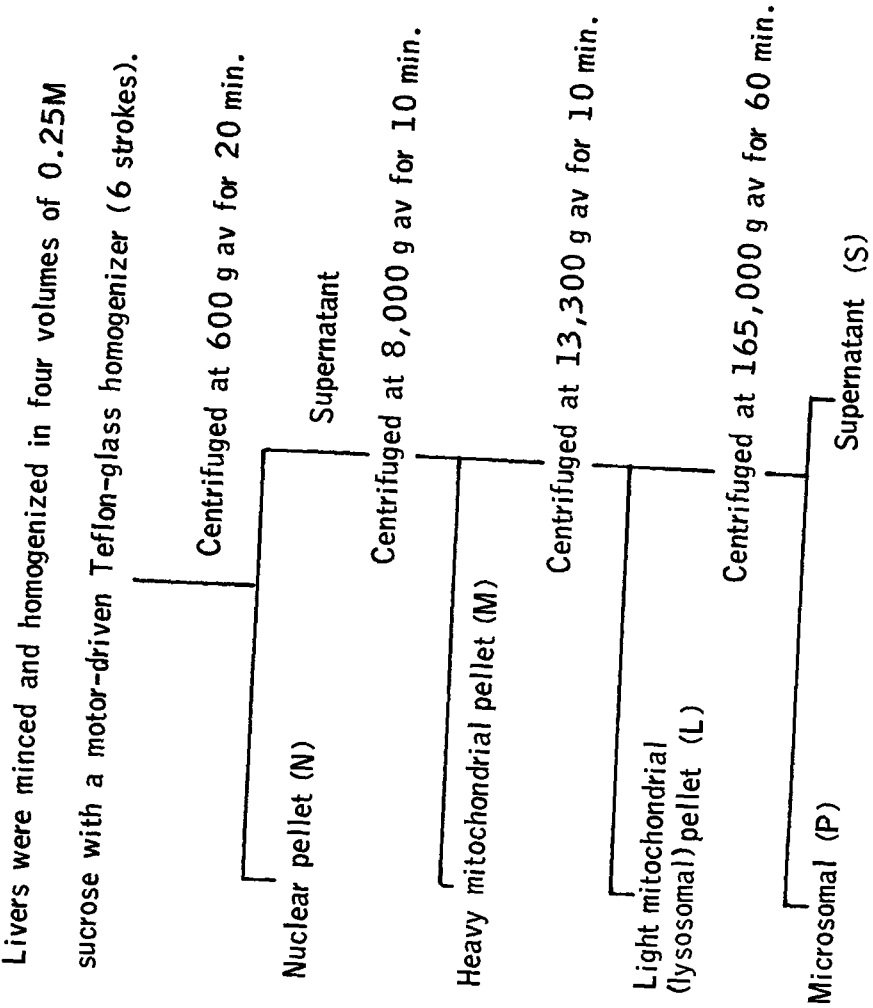 Livers were minced and homogenized in four volumes of 0.25M
sucrose with a motor-driven Teflon-glass homogenizer (6 strokes).
Centrifuged at 600 g av for 20 min.
Nuclear pellet (N)
Supernatant
Centrifuged at 8,000 g av for 10 min.
Heavy mitochondrial pellet (M)
Centrifuged at 13,300 g av for 10 min.
Light mitochondrial
(lysosomal) pellet (L)
Centrifuged at 165,000 g av for 60 min.
Microsomal (P)
Supernatant (S)